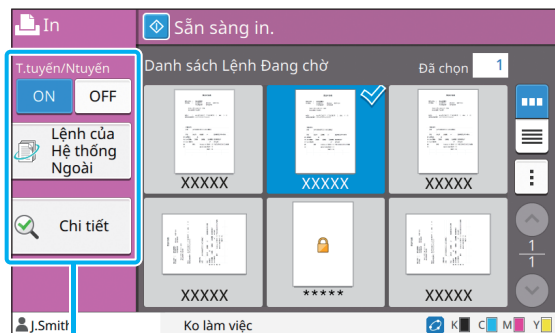 In
Sẵn sàng in.
T.tuyến/Ntuyến
ON OFF
Lệnh của
Hệ thống
Ngoài
Chi tiết
Danh sách Lệnh Đang chờ
Đã chọn 1
XXXXX XXXXX XXXXX
XXXXX ***** XXXXX
1
1
J.Smith
Ko làm việc
K C M Y